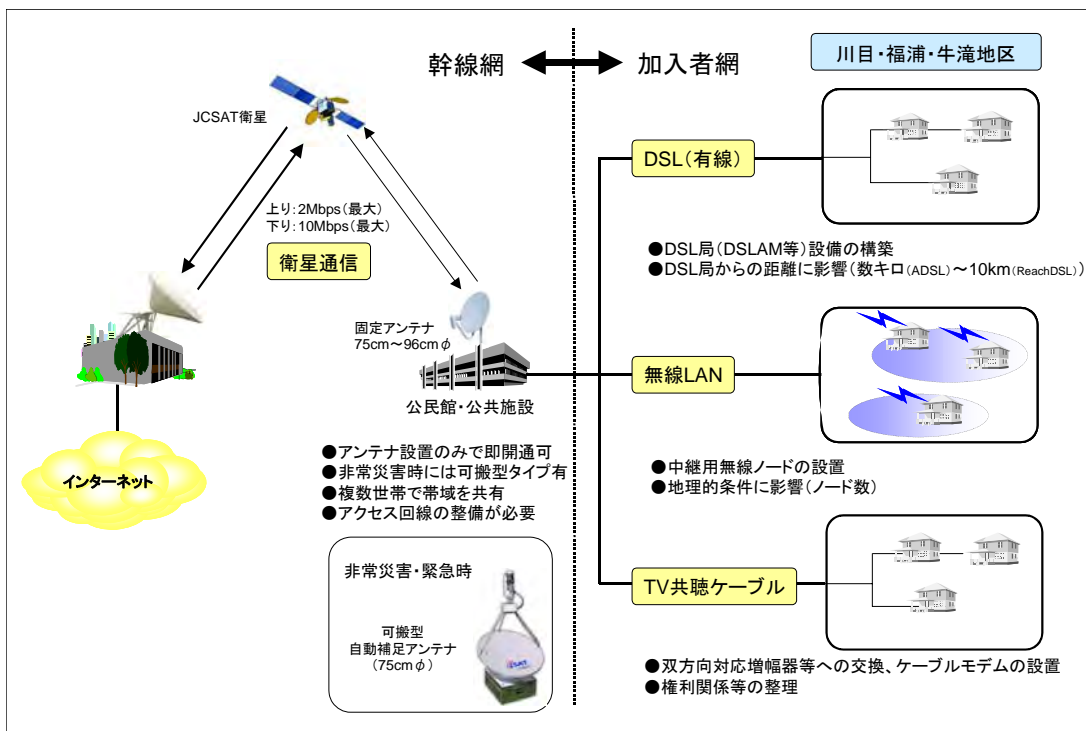 幹線網
加入者網
川目・福浦・牛滝地区
JCSAT衛星
上り:2Mbps(最大)
下り:10Mbps(最大)
衛星通信
固定アンテナ
75cm~96cmφ
公民館・公共施設
インターネット
●アンテナ設置のみで即開通可
●非常災害時には可搬型タイプ有
●複数世帯で帯域を共有
●アクセス回線の整備が必要
非常災害・緊急時
可搬型
自動補足アンテナ
(75cmφ)
DSL(有線)
●DSL局(DSLAM等)設備の構築
●DSL局からの距離に影響(数キロ(ADSL)~10km(ReachDSL))
無線LAN
●中継用無線ノードの設置
●地理的条件に影響(ノード数)
TV共聴ケーブル
●双方向対応増幅器等への交換、ケーブルモデムの設置
●権利関係等の整理